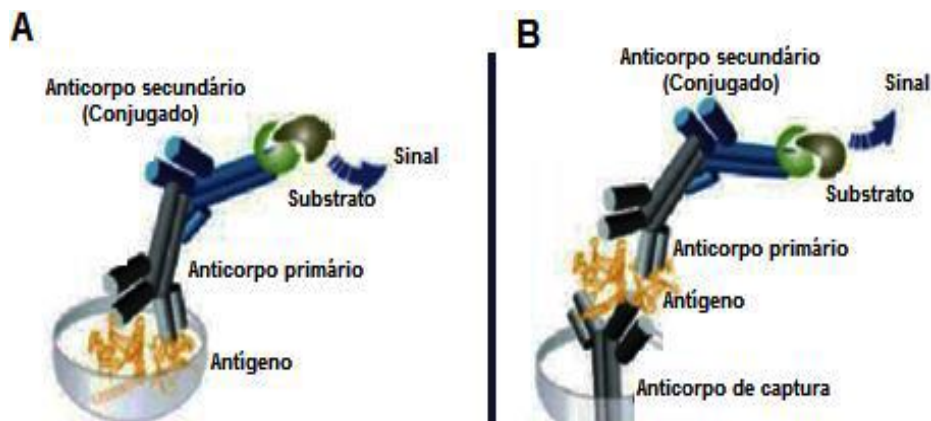 A
Anticorpo secundário
(Conjugado)
Sinal
Substrato
Anticorpo primário
Antígeno
B
Anticorpo secundário
(Conjugado)
Sinal
Substrato
Anticorpo primário
Antígeno
Anticorpo de captura